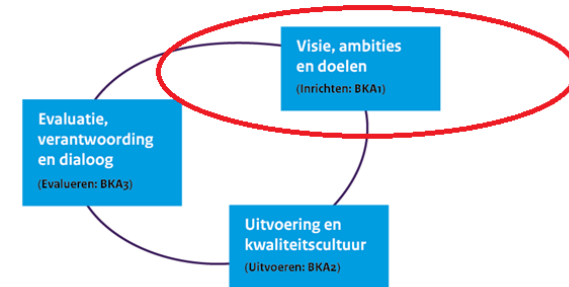 Visie, ambities
en doelen
(Inrichten: BKA1)
Evaluatie,
verantwoording
en dialoog
(Evalueren: BKA3)
Uitvoering en
kwaliteitscultuur
(Uitvoeren: BKA2)